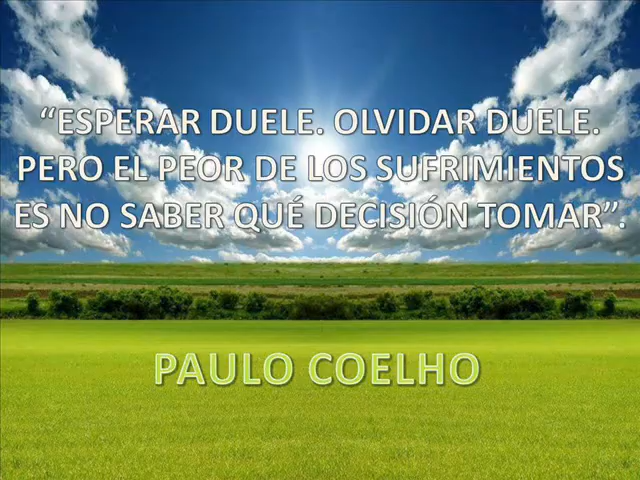 “ESPERAR DUELE. OLVIDAR DUELE.
PERO EL PEOR DE LOS SUFRIMIENTOS
ES NO SABER QUÉ DECISIÓN TOMAR”.
PAULO COELHO